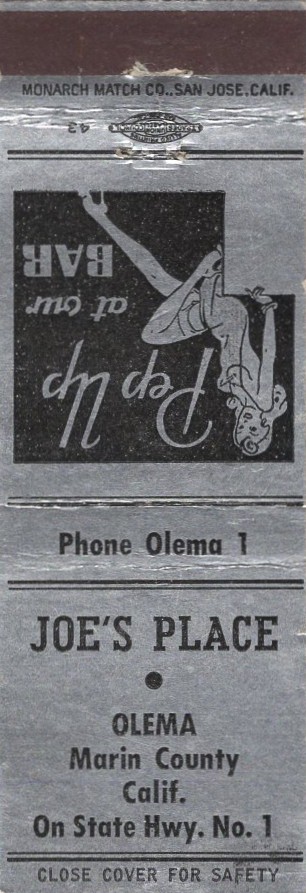 MONARCH MATCH CO., SAN JOSE, CALIF.
43
Pep Up
at our
BAR
Phone Olema 1
JOE'S PLACE
OLEMA
Marin County
Calif.
On State Hwy. No. 1
CLOSE COVER FOR SAFETY